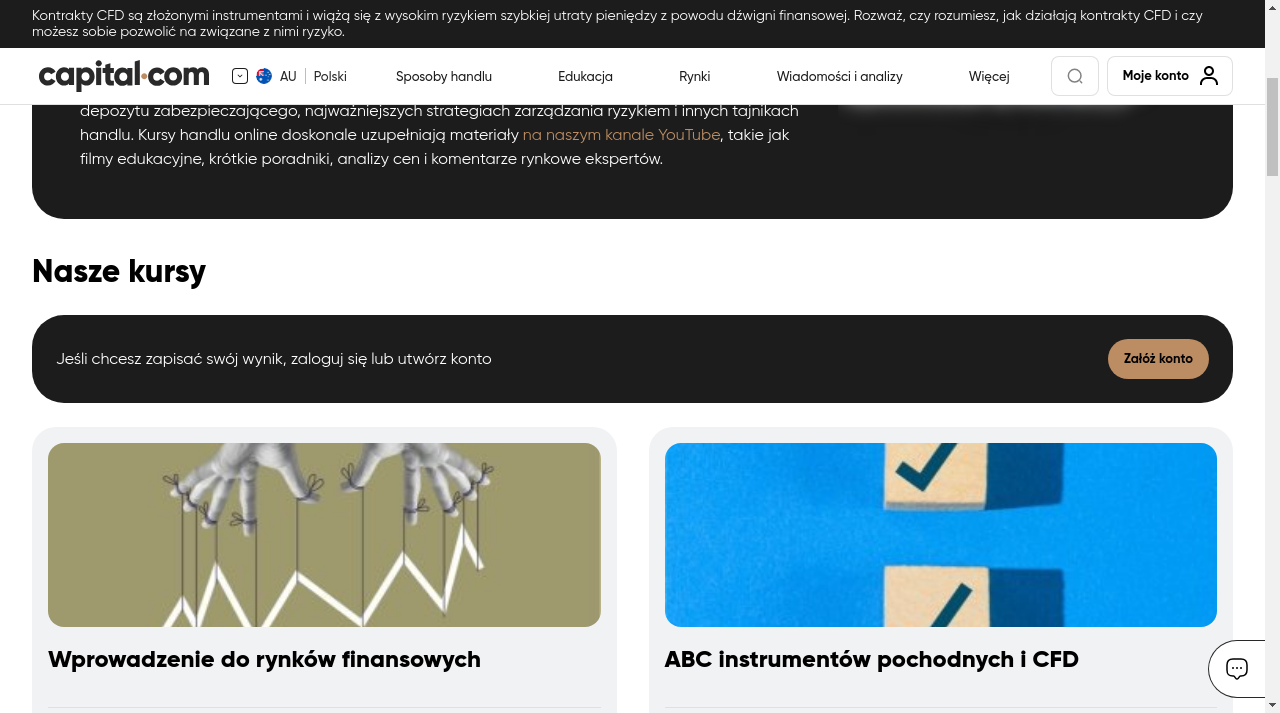 Kontrakty CFD są złożonymi instrumentami i wiążą się z wysokim ryzykiem szybkiej utraty pieniędzy z powodu dźwigni finansowej. Rozważ, czy rozumiesz, jak działają kontrakty CFD i czy
możesz sobie pozwolić na związane z nimi ryzyko.
capital.com
AU
Polski
Sposoby handlu
Edukacja
Rynki
Wiadomości i analizy
Więcej
Moje konto
depozytu zabezpieczającego, najważniejszych strategiach zarządzania ryzykiem i innych tajnikach
handlu. Kursy handlu online doskonale uzupełniają materiały na naszym kanale YouTube, takie jak
filmy edukacyjne, krótkie poradniki, analizy cen i komentarze rynkowe ekspertów.
Nasze kursy
Jeśli chcesz zapisać swój wynik, zaloguj się lub utwórz konto
Załóż konto
Wprowadzenie do rynków finansowych
ABC instrumentów pochodnych i CFD